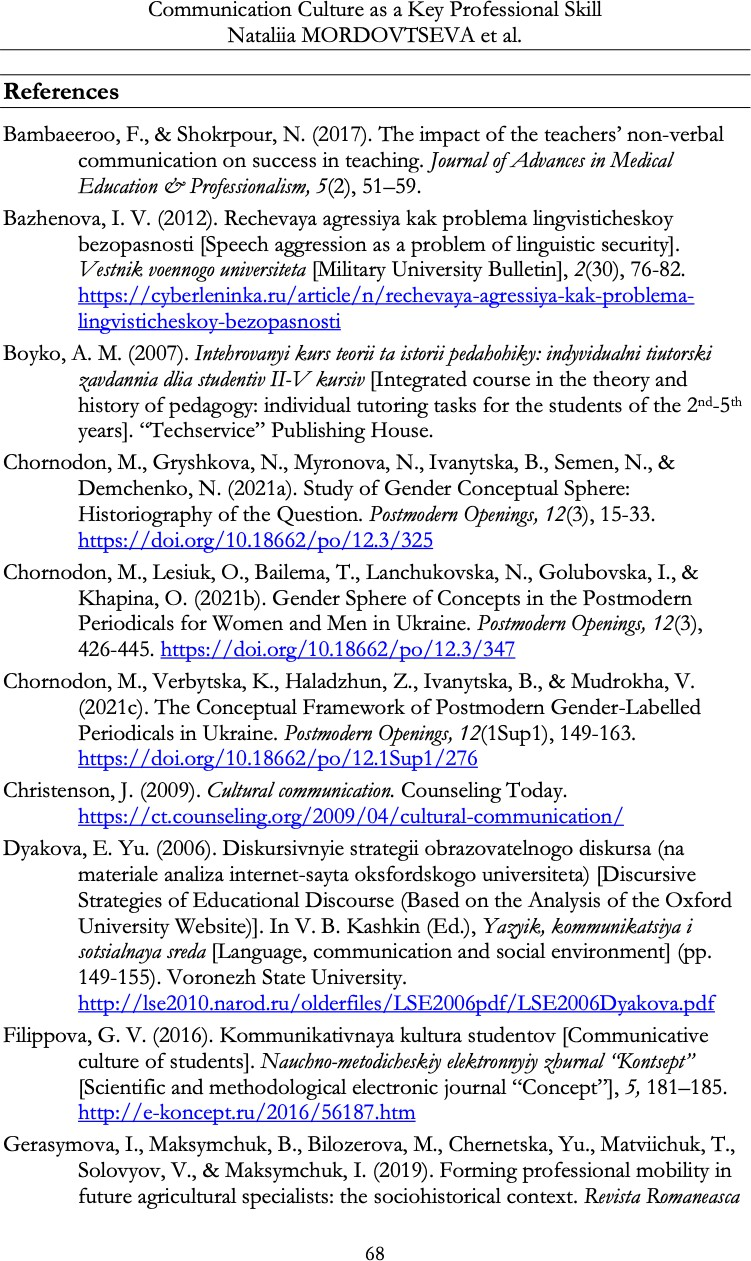 Communication Culture as a Key Professional Skill
Nataliia MORDOVTSEVA et al.
References
Bambaeeroo, F., & Shokrpour, N. (2017). The impact of the teachers’ non-verbal
communication on success in teaching. Journal of Advances in Medical
Education & Professionalism, 5(2), 51–59.
Bazhenova, I. V. (2012). Rechevaya agressiya kak problema lingvisticheskoy
bezopasnosti [Speech aggression as a problem of linguistic security].
Vestnik voennogo universiteta [Military University Bulletin], 2(30), 76-82.
https://cyberleninka.ru/article/n/rechevaya-agressiya-kak-problema-
lingvisticheskoy-bezopasnosti
Boyko, A. M. (2007). Intehrovanyi kurs teorii ta istorii pedahohiky: indyvidualni tiutorski
zavdannia dlia studentiv II-V kursiv [Integrated course in the theory and
history of pedagogy: individual tutoring tasks for the students of the 2nd-5th
years]. “Techservice” Publishing House.
Chornodon, M., Gryshkova, N., Myronova, N., Ivanytska, B., Semen, N., &
Demchenko, N. (2021a). Study of Gender Conceptual Sphere:
Historiography of the Question. Postmodern Openings, 12(3), 15-33.
https://doi.org/10.18662/po/12.3/325
Chornodon, M., Lesiuk, O., Bailema, T., Lanchukovska, N., Golubovska, I., &
Khapina, O. (2021b). Gender Sphere of Concepts in the Postmodern
Periodicals for Women and Men in Ukraine. Postmodern Openings, 12(3),
426-445. https://doi.org/10.18662/po/12.3/347
Chornodon, M., Verbytska, K., Haladzhun, Z., Ivanytska, B., & Mudrokha, V.
(2021c). The Conceptual Framework of Postmodern Gender-Labelled
Periodicals in Ukraine. Postmodern Openings, 12(1Sup1), 149-163.
https://doi.org/10.18662/po/12.1Sup1/276
Christenson, J. (2009). Cultural communication. Counseling Today.
https://ct.counseling.org/2009/04/cultural-communication/
Dyakova, E. Yu. (2006). Diskursivnyie strategii obrazovatelnogo diskursa (na
materiale analiza internet-sayta oksfordskogo universiteta) [Discursive
Strategies of Educational Discourse (Based on the Analysis of the Oxford
University Website)]. In V. B. Kashkin (Ed.), Yazyik, kommunikatsiya i
sotsialnaya sreda [Language, communication and social environment] (pp.
149-155). Voronezh State University.
http://lse2010.narod.ru/olderfiles/LSE2006pdf/LSE2006Dyakova.pdf
Filippova, G. V. (2016). Kommunikativnaya kultura studentov [Communicative
culture of students]. Nauchno-metodicheskiy elektronnyiy zhurnal “Kontsept”
[Scientific and methodological electronic journal “Concept”], 5, 181–185.
http://e-koncept.ru/2016/56187.htm
Gerasymova, I., Maksymchuk, B., Bilozerova, M., Chernetska, Yu., Matviichuk, T.,
Solovyov, V., & Maksymchuk, I. (2019). Forming professional mobility in
future agricultural specialists: the sociohistorical context. Revista Romaneasca
68